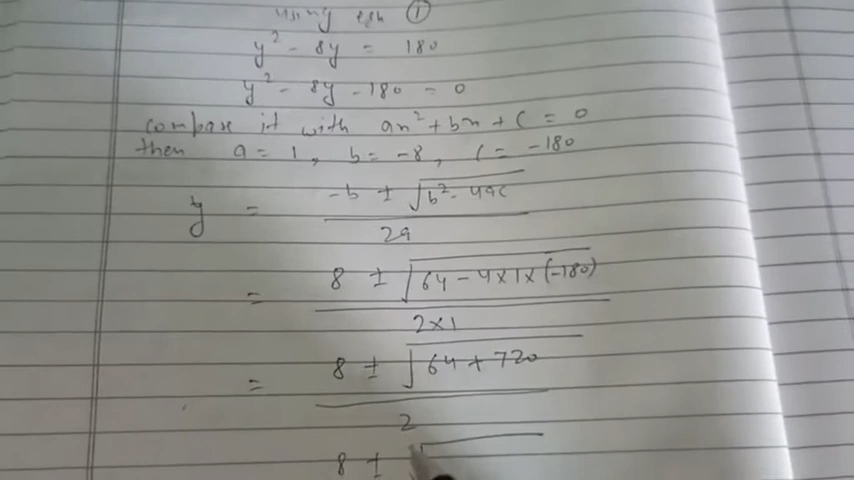 using eqn ①
y² - 8y = 180
y² - 8y - 180 = 0
compare it with ax² + bx + c = 0
then a = 1, b = -8, c = -180
y = -b ± √b² - 4ac
2a
= 8 ± √64 - 4×1×(-180)
2×1
= 8 ± √64 + 720
2
8 ± √